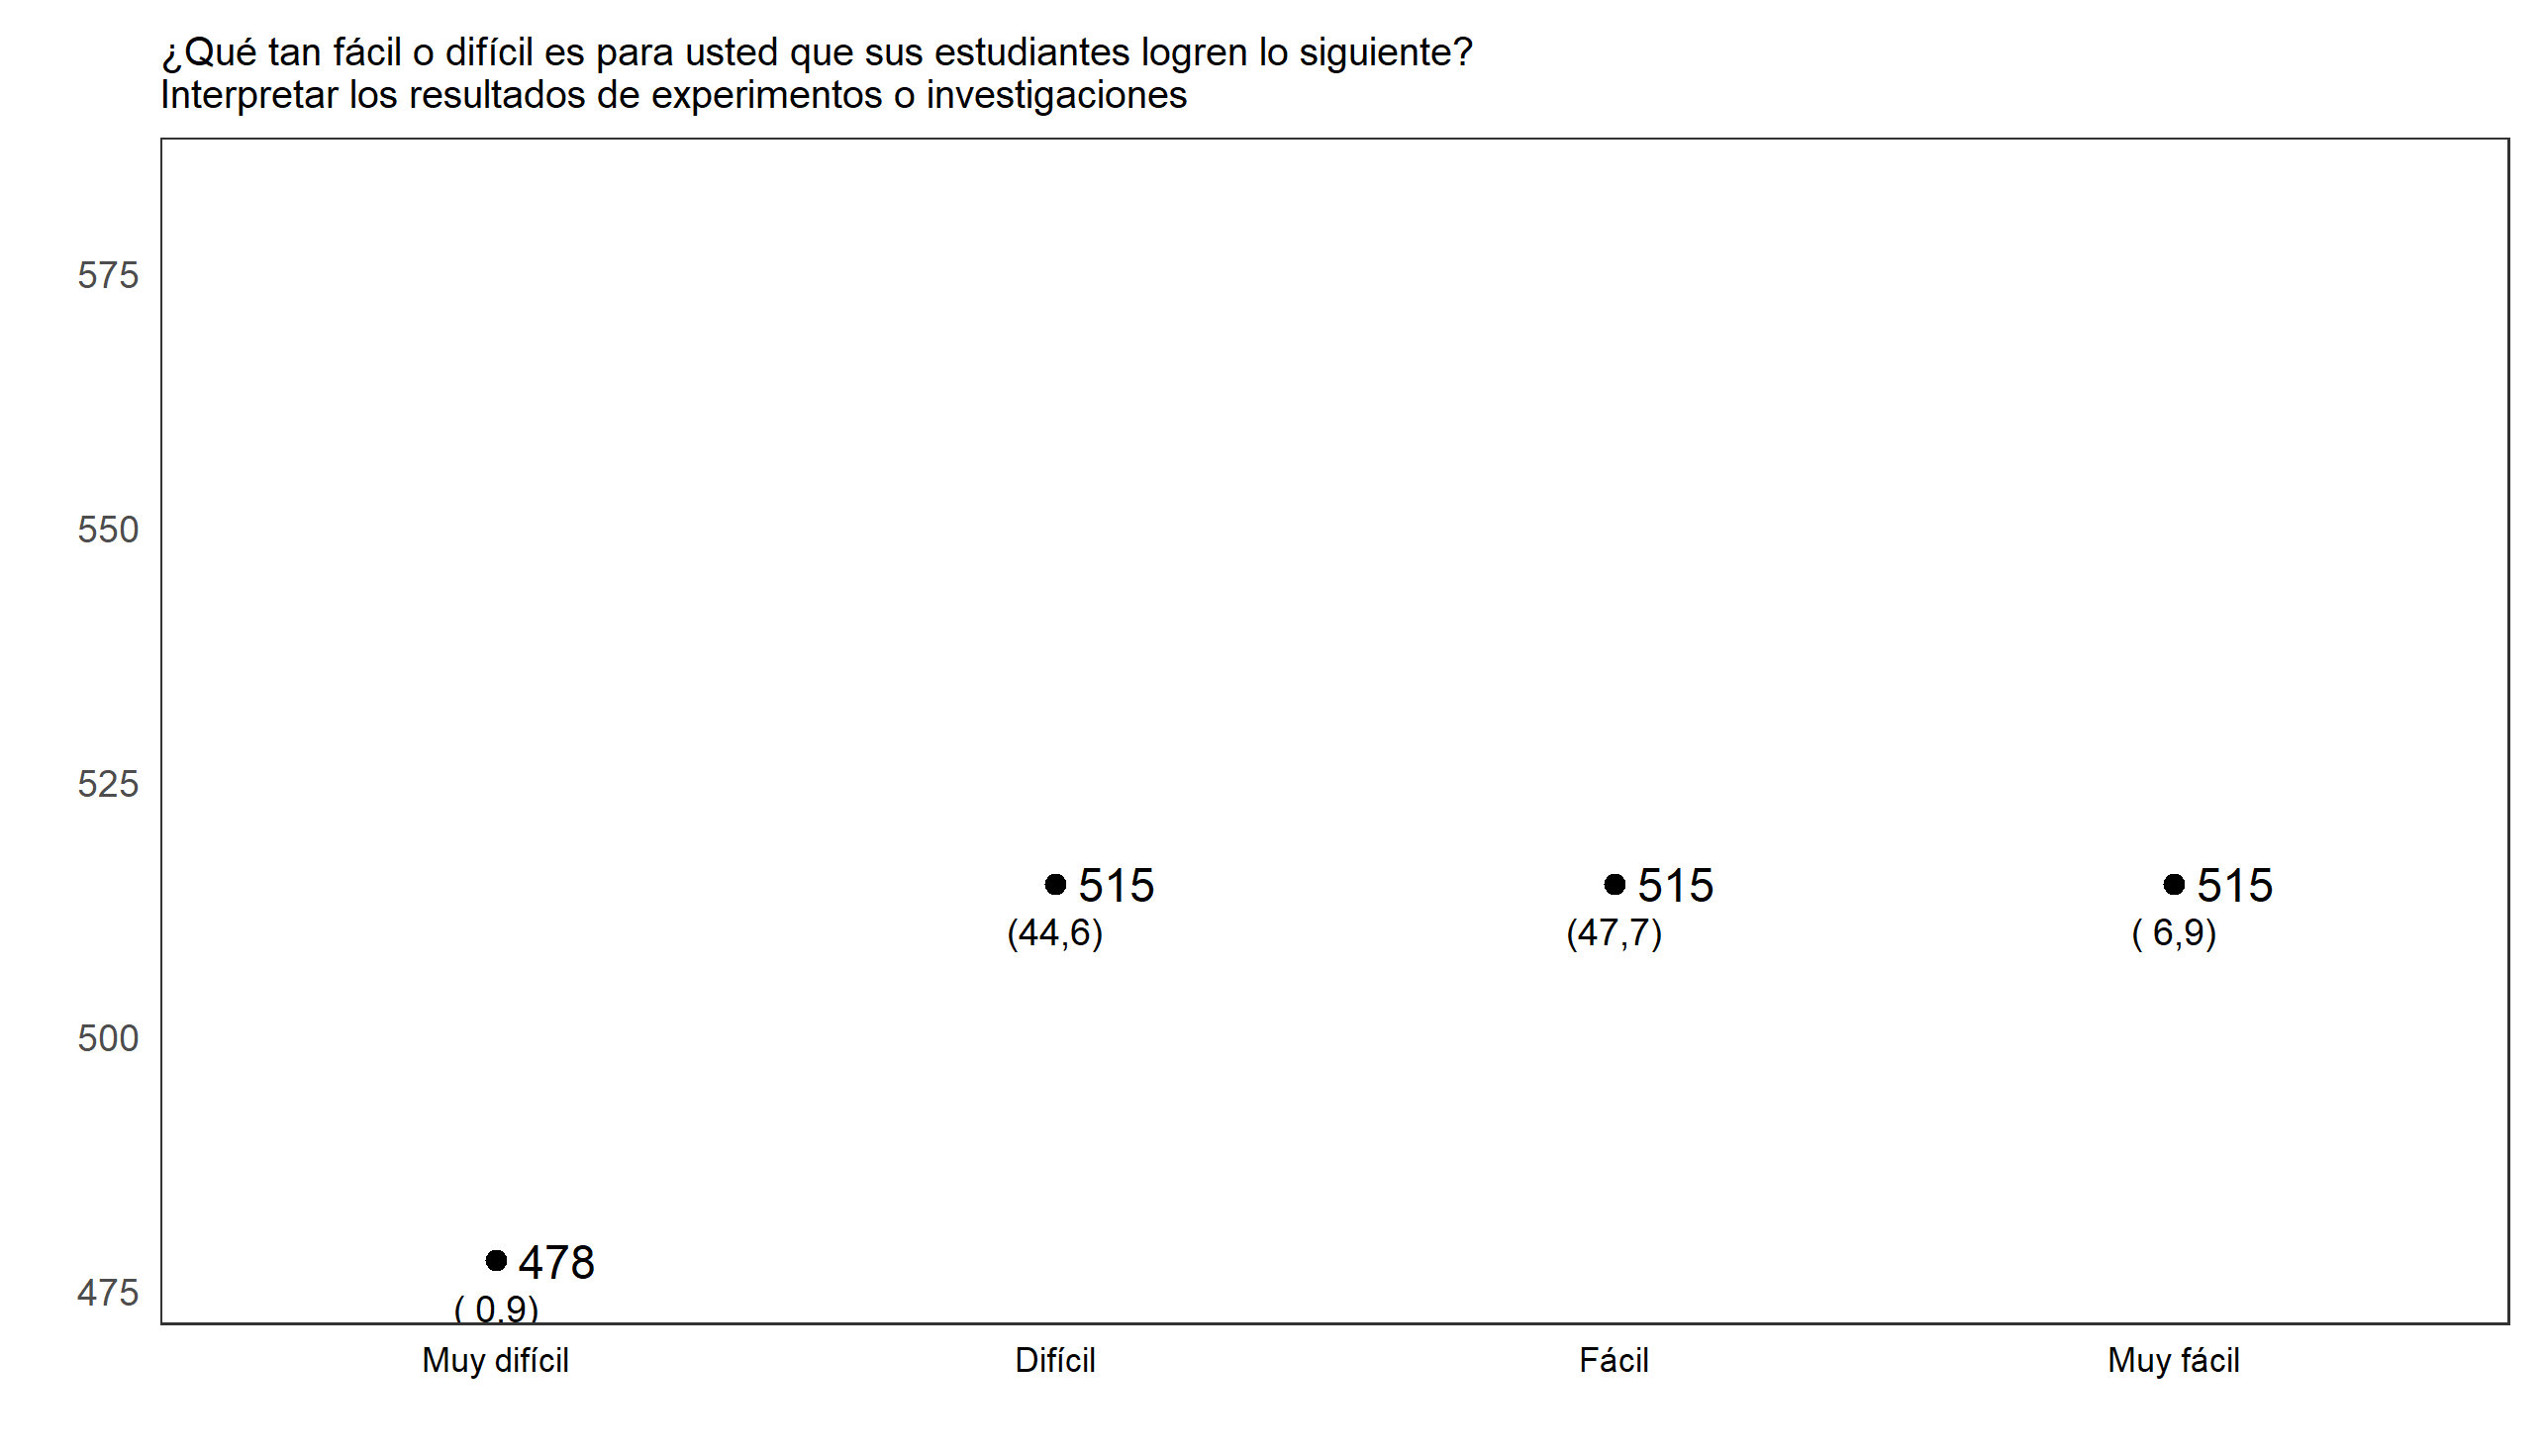 ¿Qué tan fácil o difícil es para usted que sus estudiantes logren lo siguiente?
Interpretar los resultados de experimentos o investigaciones
575
550
525
500
475
515
515
515
(44,6)
(47,7)
( 6,9)
478
( 0,9)
Muy difícil
Difícil
Fácil
Muy fácil